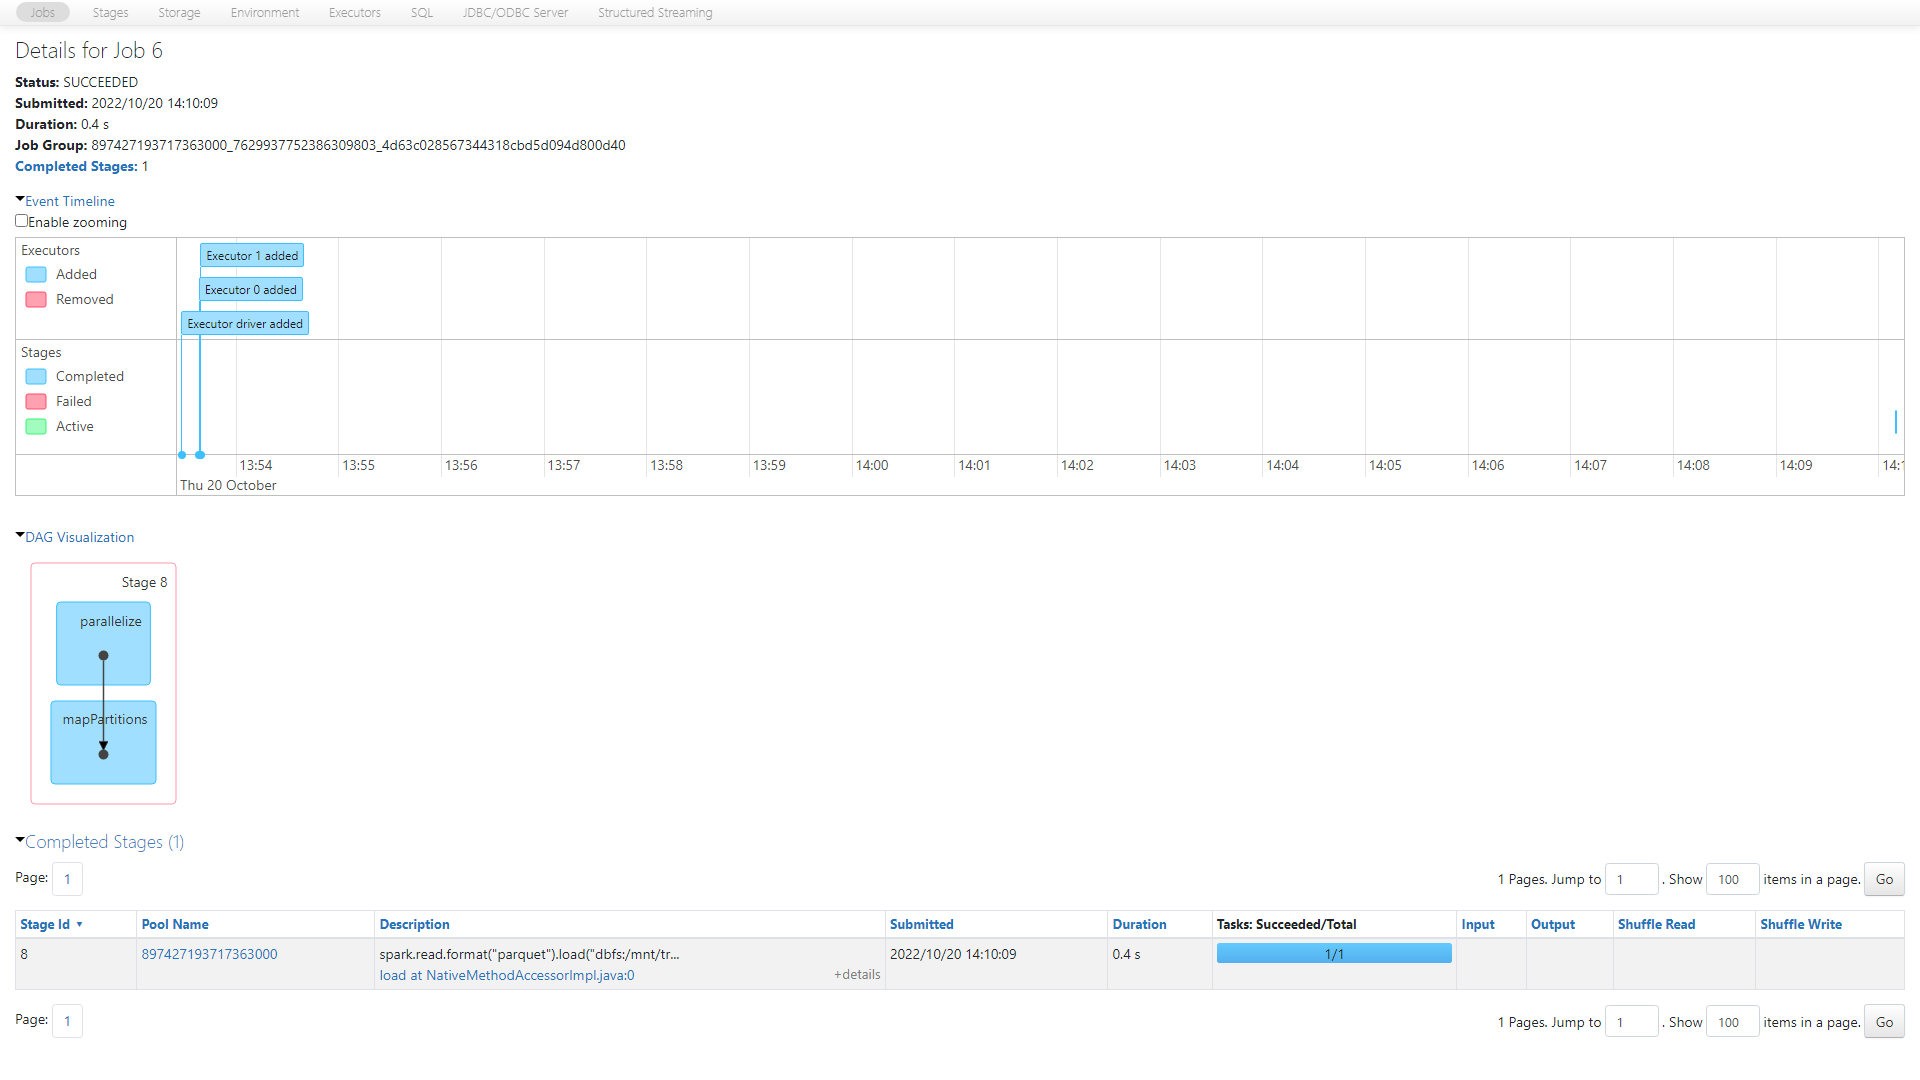 Jobs Stages Storage Environment Executors SQL JDBC/ODBC Server Structured Streaming
Details for Job 6
Status: SUCCEEDED
Submitted: 2022/10/20 14:10:09
Duration: 0.4 s
Job Group: 897427193717363000_7629937752386309803_4d63c028567344318cbd5d094d800d40
Completed Stages: 1
Event Timeline
Enable zooming
Executors
Added
Removed
Executor 1 added
Executor 0 added
Executor driver added
Stages
Completed
Failed
Active
13:54 13:55 13:56 13:57 13:58 13:59 14:00 14:01 14:02 14:03 14:04 14:05 14:06 14:07 14:08 14:09 14:1
Thu 20 October
DAG Visualization
Stage 8
parallelize
mapPartitions
Completed Stages (1)
Page: 1 1 Pages. Jump to 1 . Show 100 items in a page. Go
Stage Id Pool Name Description Submitted Duration Tasks: Succeeded/Total Input Output Shuffle Read Shuffle Write
8 897427193717363000 spark.read.format("parquet").load("dbfs:/mnt/tr... 2022/10/20 14:10:09 0.4 s 1/1
load at NativeMethodAccessorImpl.java:0 +details
Page: 1 1 Pages. Jump to 1 . Show 100 items in a page. Go